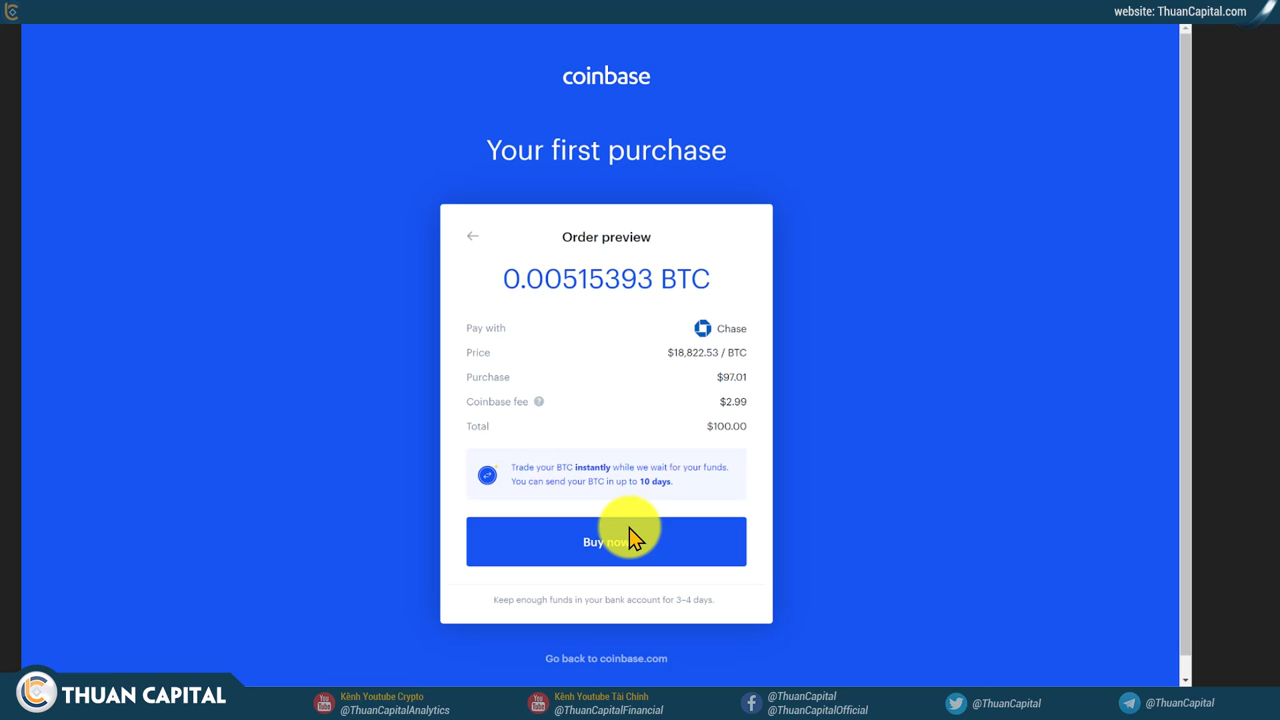 website: ThuanCapital.com
coinbase
Your first purchase
Order preview
0.00515393 BTC
Pay with Chase
Price $18,822.53 / BTC
Purchase $97.01
Coinbase fee ? $2.99
Total $100.00
Trade your BTC instantly while we wait for your funds.
You can send your BTC in up to 10 days.
Buy now
Keep enough funds in your bank account for 3-4 days.
Go back to coinbase.com
THUAN CAPITAL
You Tube
Kênh Youtube Crypto
@ThuanCapitalAnalytics
You Tube
Kênh Youtube Tài Chính
@ThuanCapitalFinancial
@ThuanCapital
@ThuanCapitalOfficial
@ThuanCapital
@ThuanCapital